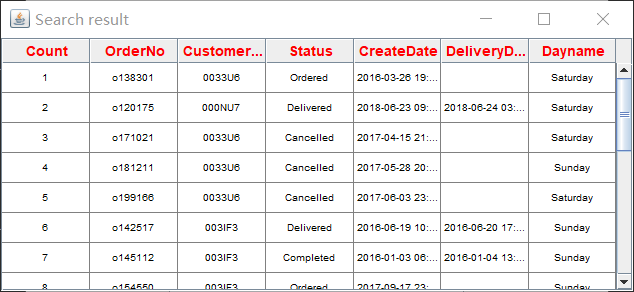 Search result
Count OrderNo Customer... Status CreateDate DeliveryD... Dayname
1 o138301 0033U6 Ordered 2016-03-26 19:... Saturday
2 o120175 000NU7 Delivered 2018-06-23 09:... 2018-06-24 03:... Saturday
3 o171021 0033U6 Cancelled 2017-04-15 21:... Saturday
4 o181211 0033U6 Cancelled 2017-05-28 20:... Sunday
5 o199166 0033U6 Cancelled 2017-06-03 23:... Saturday
6 o142517 003IF3 Delivered 2016-06-19 10:... 2016-06-20 17:... Sunday
7 o145112 003IF3 Completed 2016-01-03 06:... 2016-01-04 13:... Sunday
8 o154550 003IF3 Ordered 2017-09-17 23:... Sunday